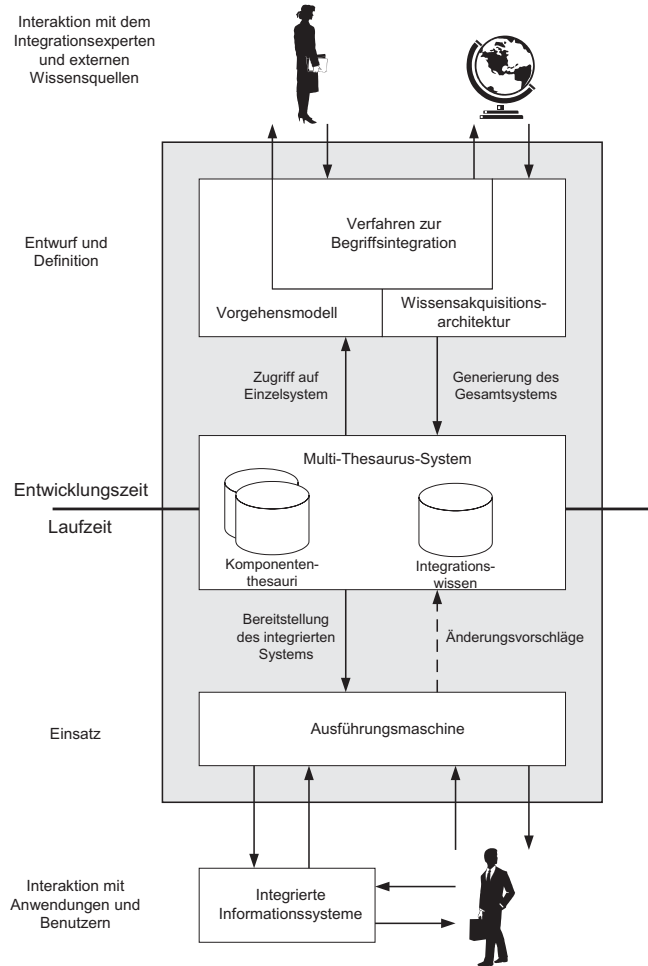 Interaktion mit dem
Integrationsexperten
und externen
Wissensquellen
Entwurf und
Definition
Verfahren zur
Begriffsintegration
Vorgehensmodell
Wissensakquisitions-
architektur
Zugriff auf
Einzelsystem
Generierung des
Gesamtsystems
Multi-Thesaurus-System
Entwicklungszeit
Laufzeit
Komponenten-
thesauri
Integrations-
wissen
Bereitstellung
des integrierten
Systems
Änderungsvorschläge
Einsatz
Ausführungsmaschine
Interaktion mit
Anwendungen und
Benutzern
Integrierte
Informationssysteme